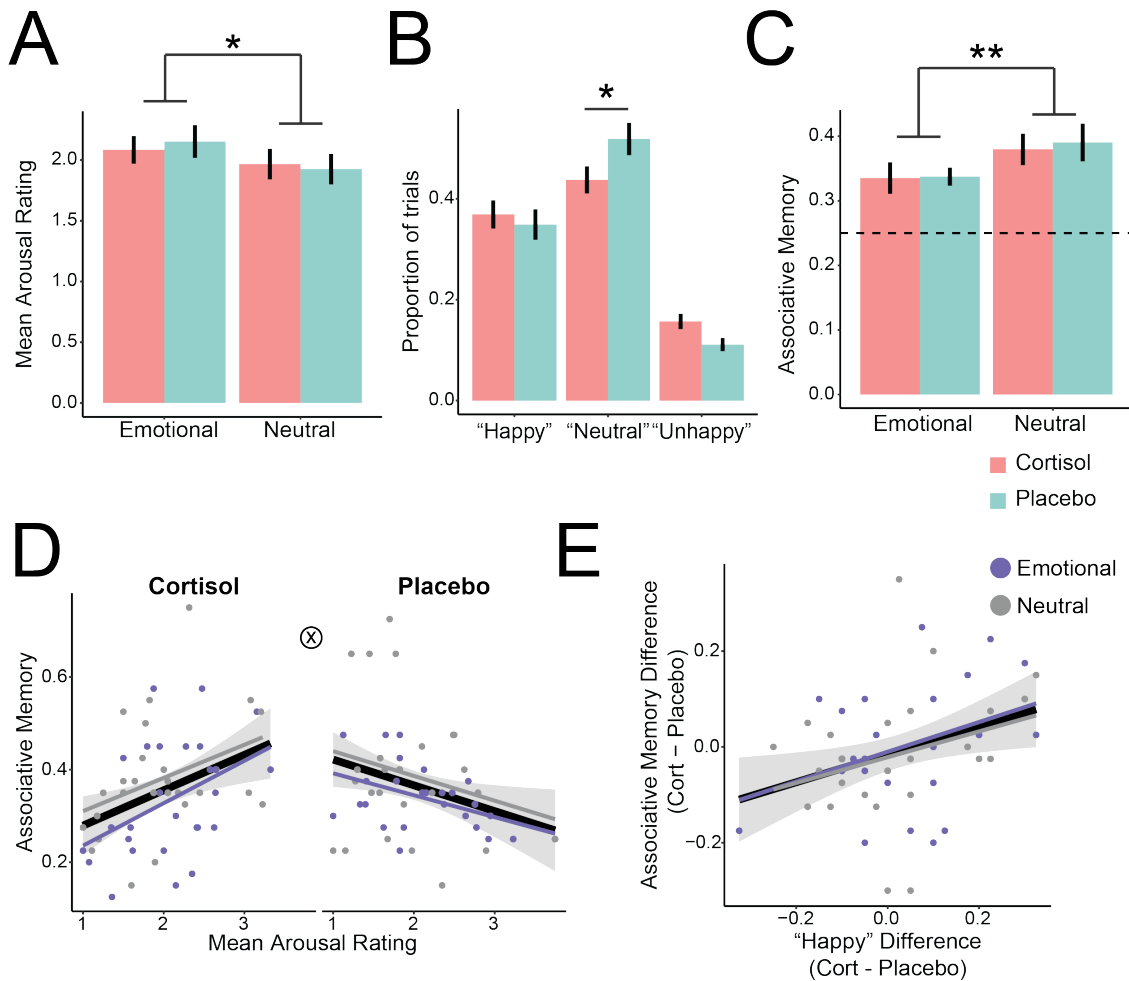 A
B
C
*
*
**
Mean Arousal Rating
2.0
1.5
1.0
0.5
0.0
Emotional
Neutral
Proportion of trials
0.4
0.2
0.0
“Happy”
“Neutral”
“Unhappy”
Associative Memory
0.4
0.3
0.2
0.1
0.0
Emotional
Neutral
Cortisol
Placebo
D
E
Cortisol
Placebo
x
Associative Memory
0.6
0.4
0.2
1
2
3
1
2
3
Mean Arousal Rating
Emotional
Neutral
Associative Memory Difference
(Cort − Placebo)
0.2
0.0
−0.2
−0.2
0.0
0.2
“Happy” Difference
(Cort - Placebo)